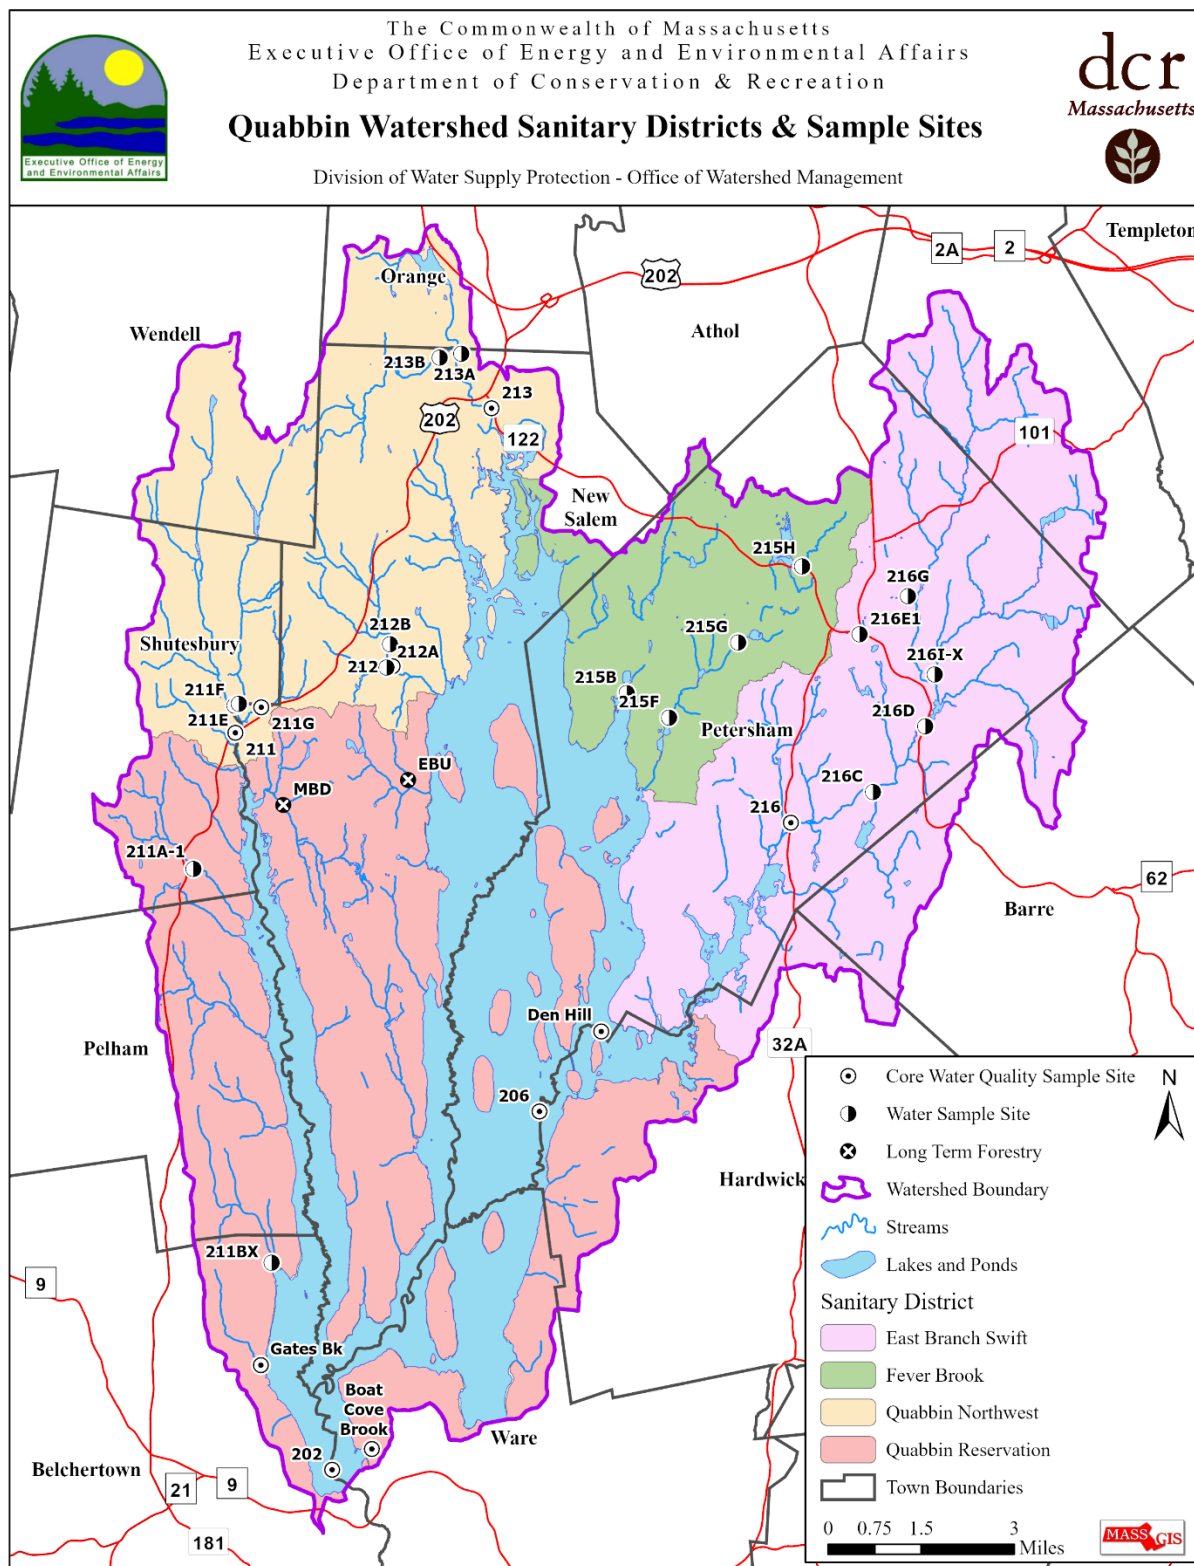 The Commonwealth of Massachusetts
Executive Office of Energy and Environmental Affairs
Department of Conservation & Recreation
Quabbin Watershed Sanitary Districts & Sample Sites
Division of Water Supply Protection - Office of Watershed Management
Executive Office of Energy
and Environmental Affairs
dcr
Massachusetts
Templeton
2A
2
202
Orange
Wendell
Athol
213B
213A
213
202
122
101
New
Salem
215H
216G
212B
216E1
Shutesbury
212A
215G
212
216I-X
211F
215B
215F
211E
211G
216D
Petersham
211
EBU
MBD
216C
216
211A-1
62
Barre
Den Hill
Pelham
32A
206
Hardwick
211BX
9
Gates Bk
Boat
Cove
Brook
Ware
202
Belchertown
21
9
181
Core Water Quality Sample Site
Water Sample Site
Long Term Forestry
Watershed Boundary
Streams
Lakes and Ponds
Sanitary District
East Branch Swift
Fever Brook
Quabbin Northwest
Quabbin Reservation
Town Boundaries
N
0 0.75 1.5 3
Miles
MASS GIS